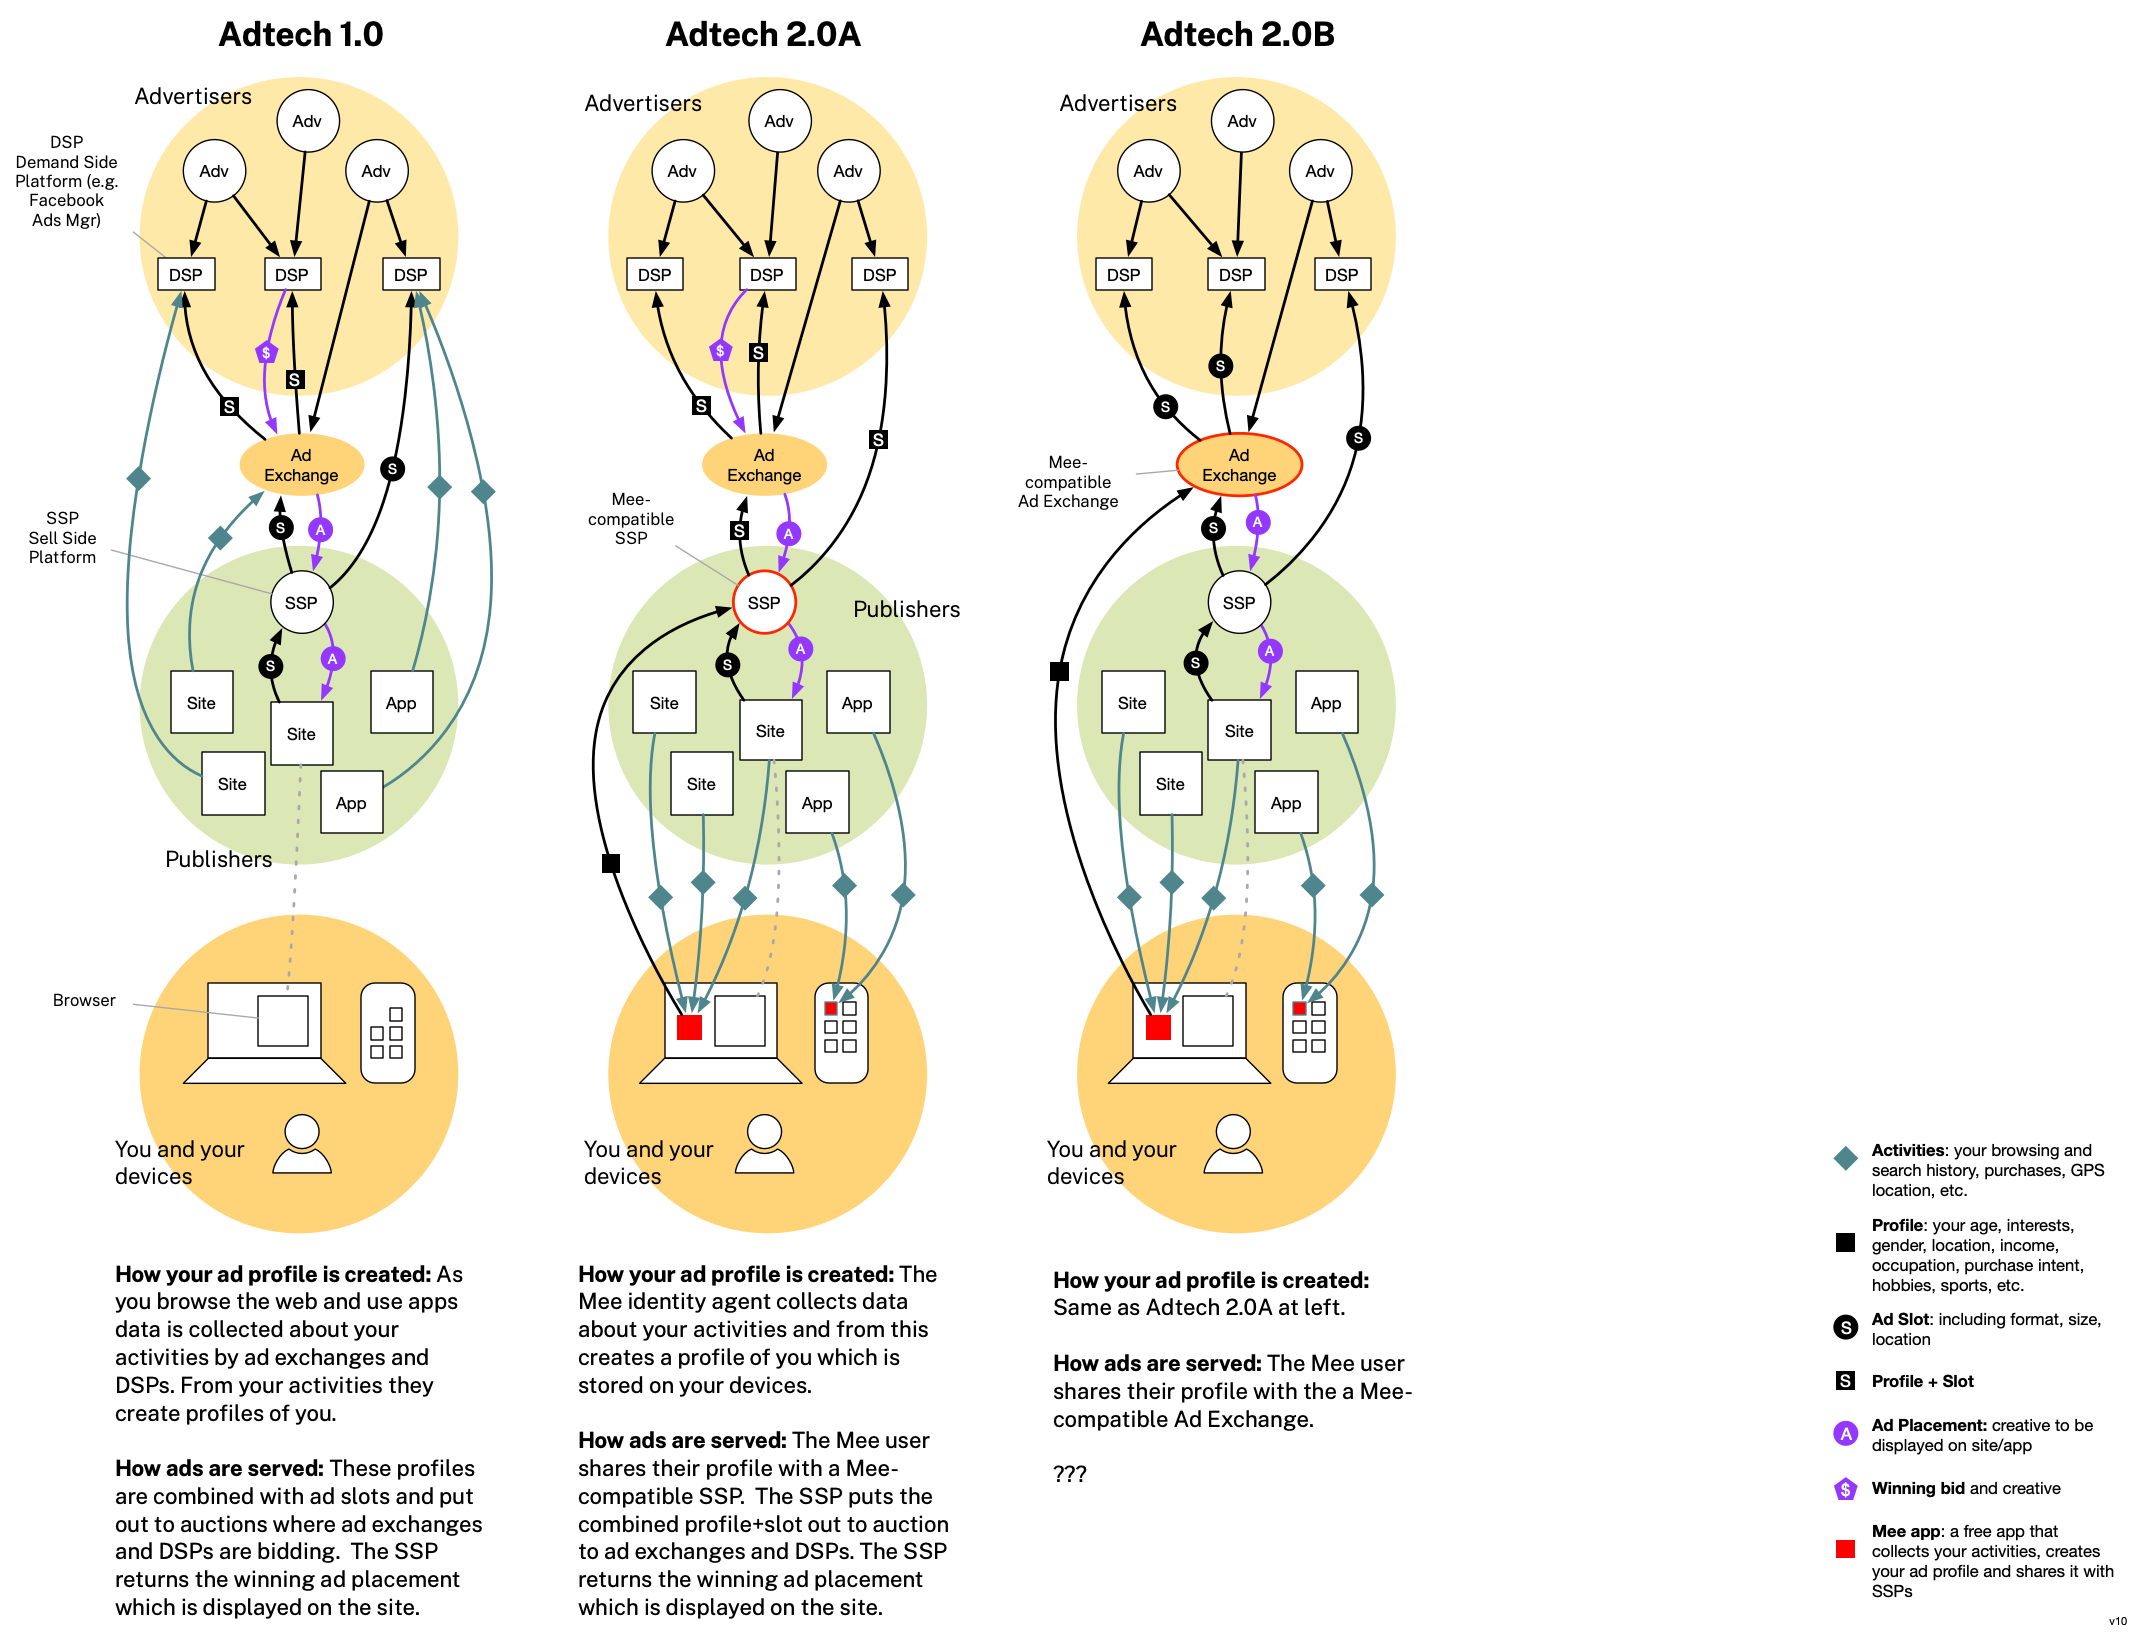 Adtech 1.0
Advertisers
DSP
Demand Side
Platform (e.g.
Facebook
Ads Mgr)
Adv
Adv
Adv
DSP
DSP
DSP
$
S
S
S
Ad
Exchange
S
A
SSP
Sell Side
Platform
SSP
S
A
Site
Site
App
Site
App
Publishers
Browser
You and your
devices
How your ad profile is created: As
you browse the web and use apps
data is collected about your
activities by ad exchanges and
DSPs. From your activities they
create profiles of you.
How ads are served: These profiles
are combined with ad slots and put
out to auctions where ad exchanges
and DSPs are bidding. The SSP
returns the winning ad placement
which is displayed on the site.
Adtech 2.0A
Advertisers
Adv
Adv
Adv
DSP
DSP
DSP
$
S
S
S
Ad
Exchange
Mee-
compatible
SSP
S
A
SSP
Publishers
S
A
Site
Site
App
Site
App
You and your
devices
How your ad profile is created: The
Mee identity agent collects data
about your activities and from this
creates a profile of you which is
stored on your devices.
How ads are served: The Mee user
shares their profile with a Mee-
compatible SSP. The SSP puts the
combined profile+slot out to auction
to ad exchanges and DSPs. The SSP
returns the winning ad placement
which is displayed on the site.
Adtech 2.0B
Advertisers
Adv
Adv
Adv
DSP
DSP
DSP
S
S
S
Ad
Exchange
Mee-
compatible
Ad Exchange
S
A
SSP
S
A
Site
Site
App
Site
App
You and your
devices
How your ad profile is created:
Same as Adtech 2.0A at left.
How ads are served: The Mee user
shares their profile with the a Mee-
compatible Ad Exchange.
???
Activities: your browsing and
search history, purchases, GPS
location, etc.
Profile: your age, interests,
gender, location, income,
occupation, purchase intent,
hobbies, sports, etc.
S Ad Slot: including format, size,
location
S Profile + Slot
A Ad Placement: creative to be
displayed on site/app
$ Winning bid and creative
Mee app: a free app that
collects your activities, creates
your ad profile and shares it with
SSPs
v10